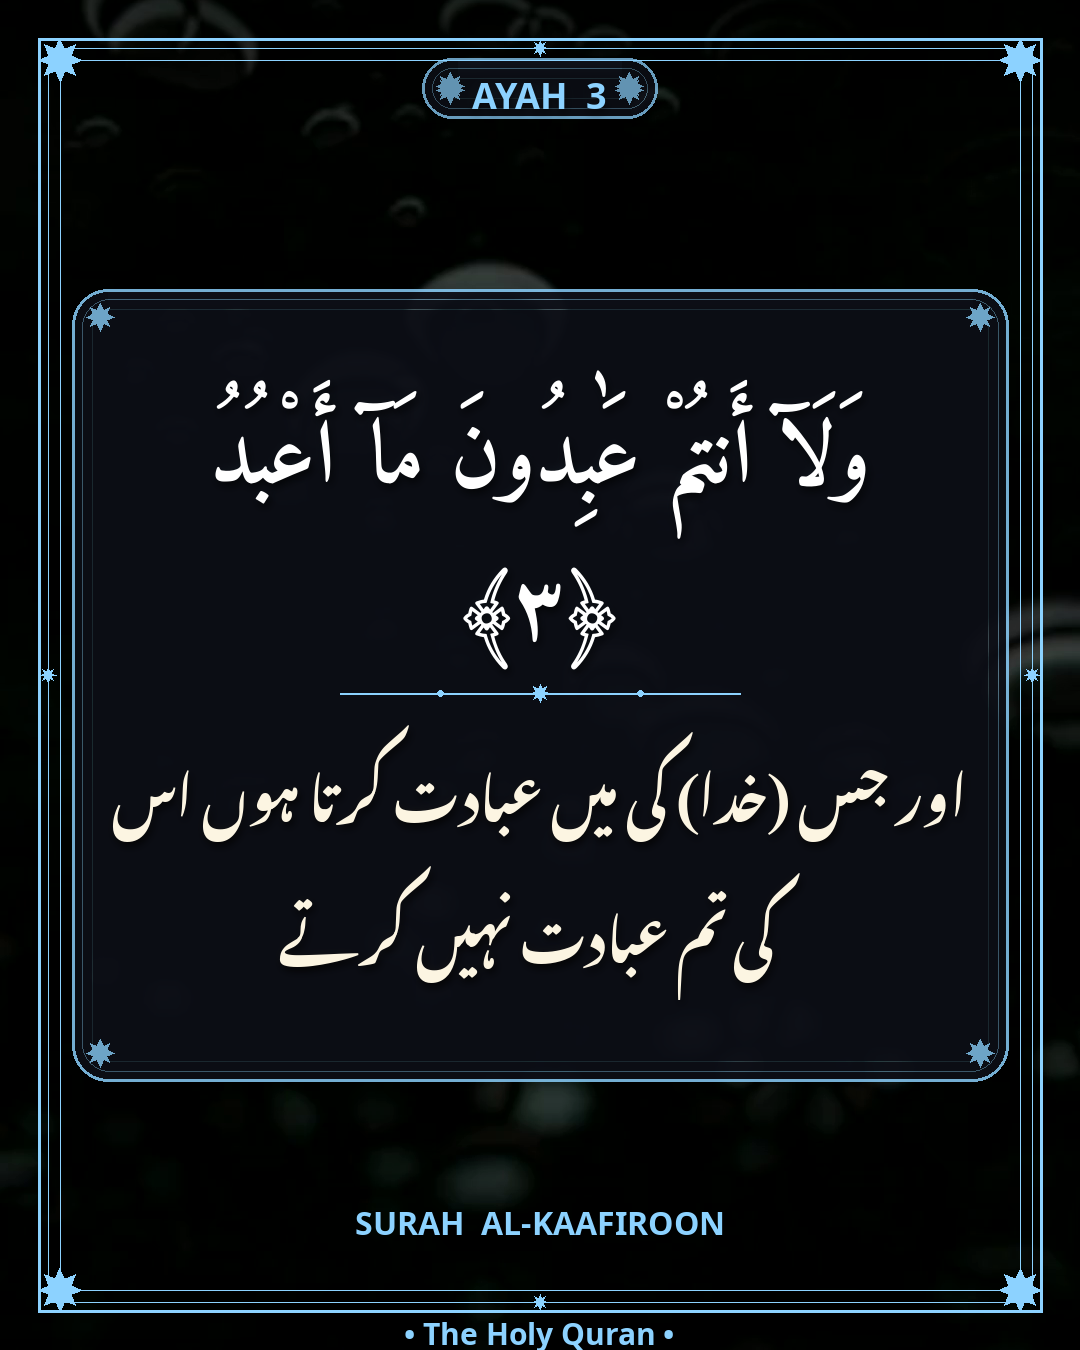 AYAH 3
وَلَآ أَنتُمْ عَٰبِدُونَ مَآ أَعْبُدُ
﴿٣﴾
اور جس (خدا) کی میں عبادت کرتا ہوں اس
کی تم عبادت نہیں کرتے
SURAH AL-KAAFIROON
• The Holy Quran •